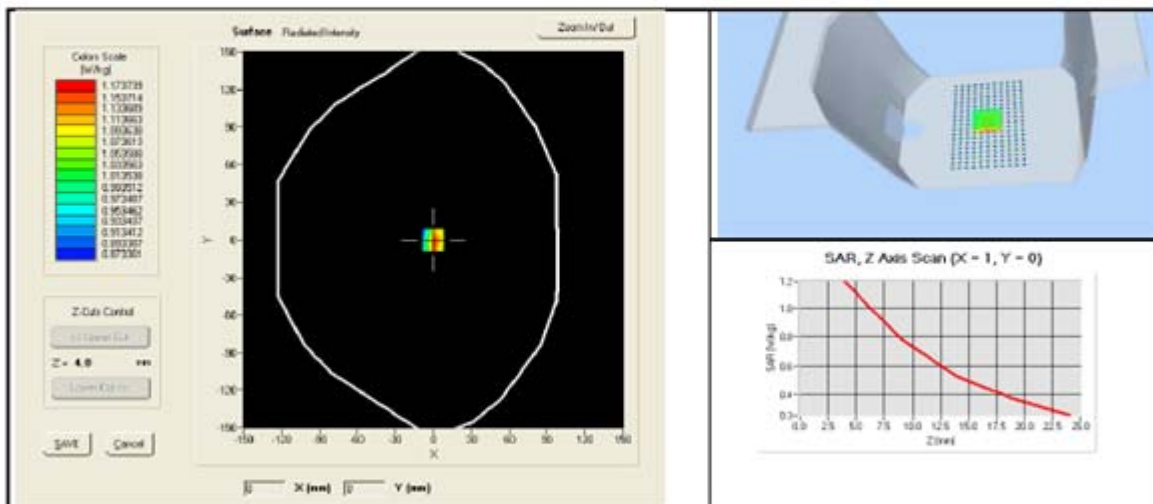 Surface Radiated Intensity
Zoom In/Out
Colors Scale
[W/kg]
1.173739
1.153714
1.133689
1.113663
1.093638
1.073613
1.053588
1.033563
1.013538
0.993512
0.973487
0.953462
0.933437
0.913412
0.893387
0.873361
150
90
60
30
0
-30
-60
-90
-120
-150
Y
-150 -120 -90 -60 -30 0 30 60 90 120 150
X
Z-Cuts Control
Z = 4.0 mm
SAVE
Cancel
0 X (mm) 0 Y (mm)
SAR, Z Axis Scan (X = 1, Y = 0)
SAR (W/kg)
1.2
1.0
0.8
0.6
0.4
0.3
0.0 2.5 5.0 7.5 10.0 12.5 15.0 17.5 20.0 22.5 25.0
Z (mm)